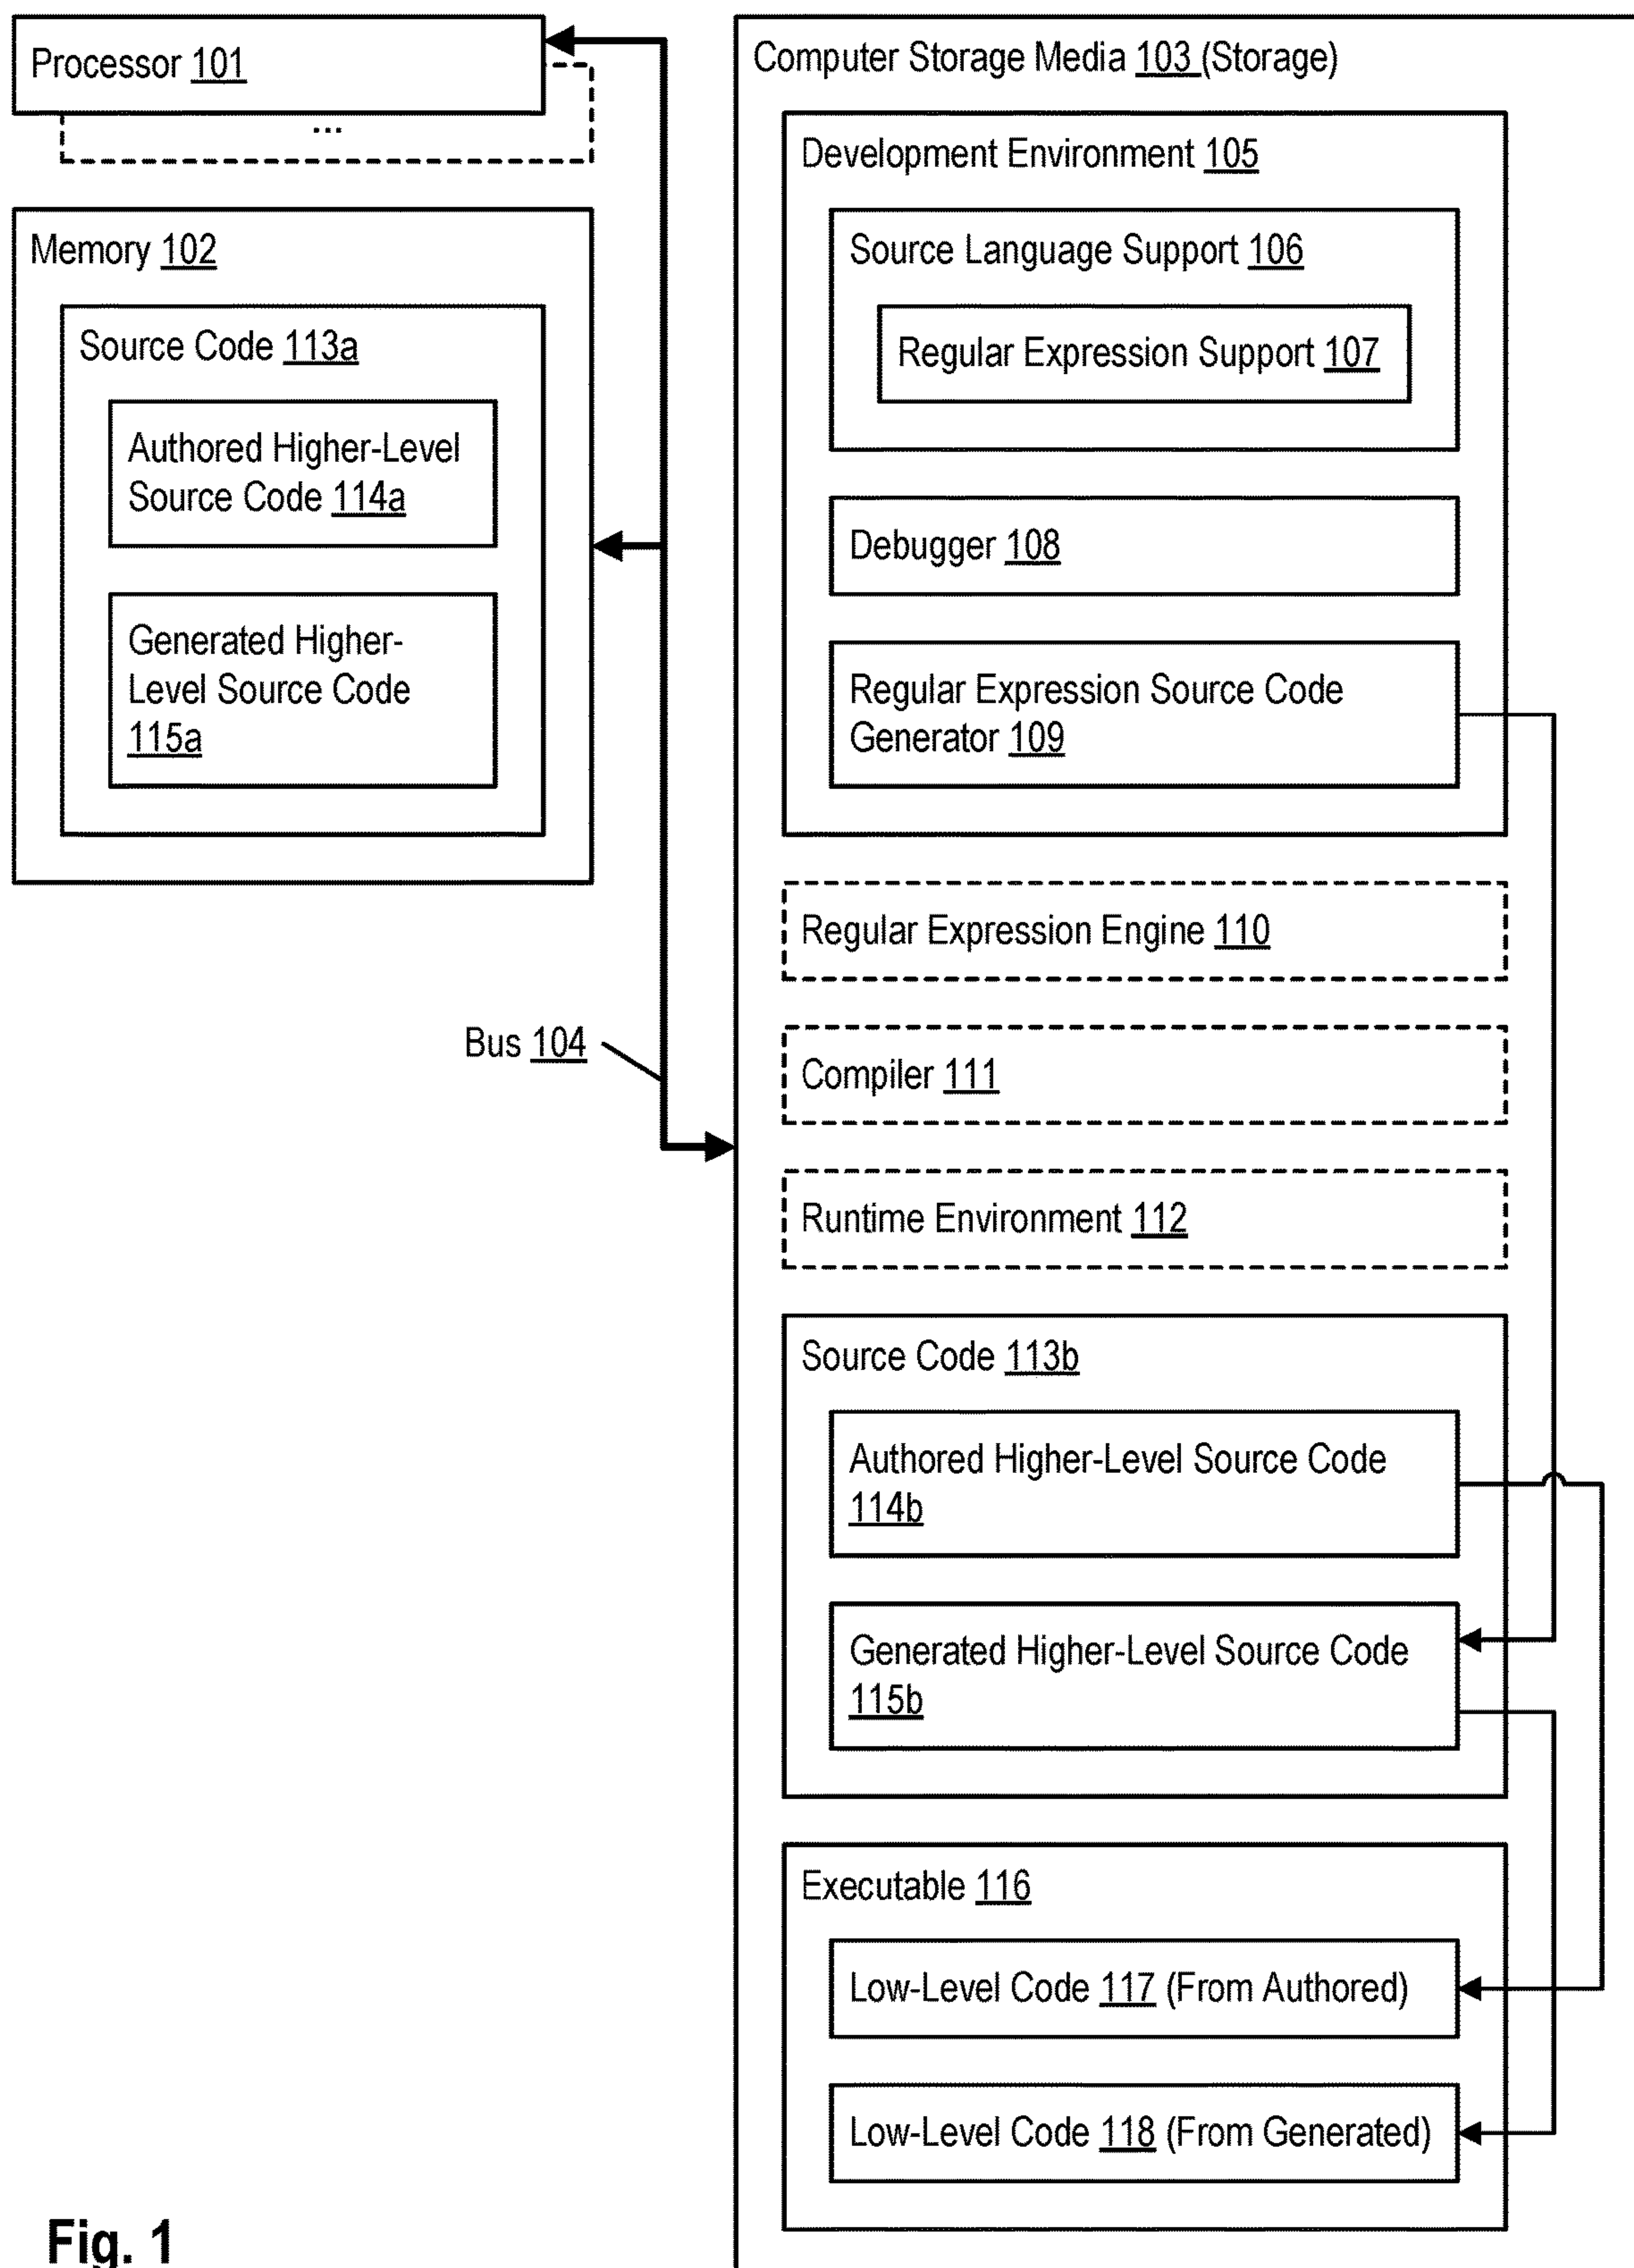 Processor 101
...
Memory 102
Source Code 113a
Authored Higher-Level
Source Code 114a
Generated Higher-
Level Source Code
115a
Bus 104
Computer Storage Media 103 (Storage)
Development Environment 105
Source Language Support 106
Regular Expression Support 107
Debugger 108
Regular Expression Source Code
Generator 109
Regular Expression Engine 110
Compiler 111
Runtime Environment 112
Source Code 113b
Authored Higher-Level Source Code
114b
Generated Higher-Level Source Code
115b
Executable 116
Low-Level Code 117 (From Authored)
Low-Level Code 118 (From Generated)
Fig. 1